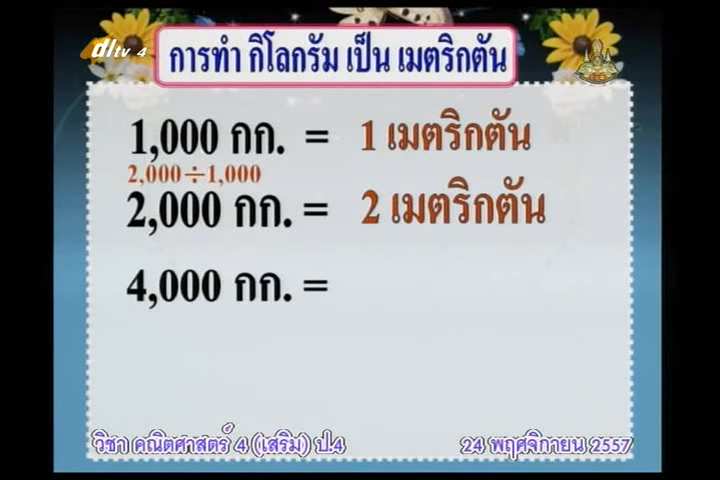 dltv 4
การทำ กิโลกรัม เป็น เมตริกตัน
1,000 กก. = 1 เมตริกตัน
2,000÷1,000
2,000 กก. = 2 เมตริกตัน
4,000 กก. =
วิชา คณิตศาสตร์ 4 (เสริม) ป.4 24 พฤศจิกายน 2557